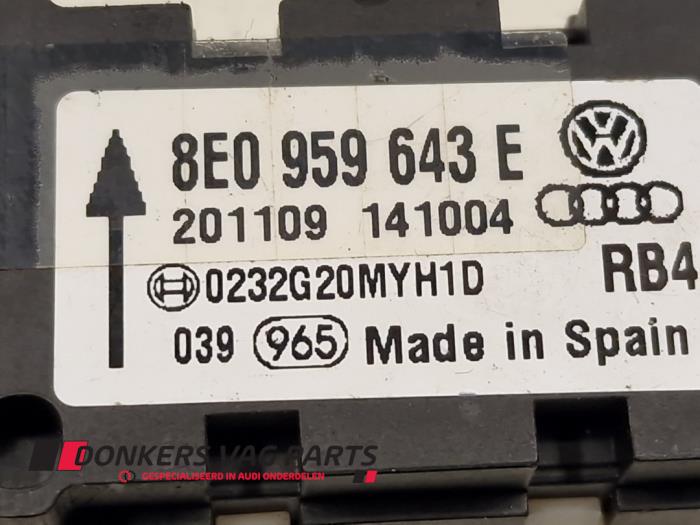 8E0 959 643 E
201109 141004
0232G20MYH1D RB4
039 965 Made in Spain
DONKERS VAG PARTS
GESPECIALISEERD IN AUDI ONDERDELEN